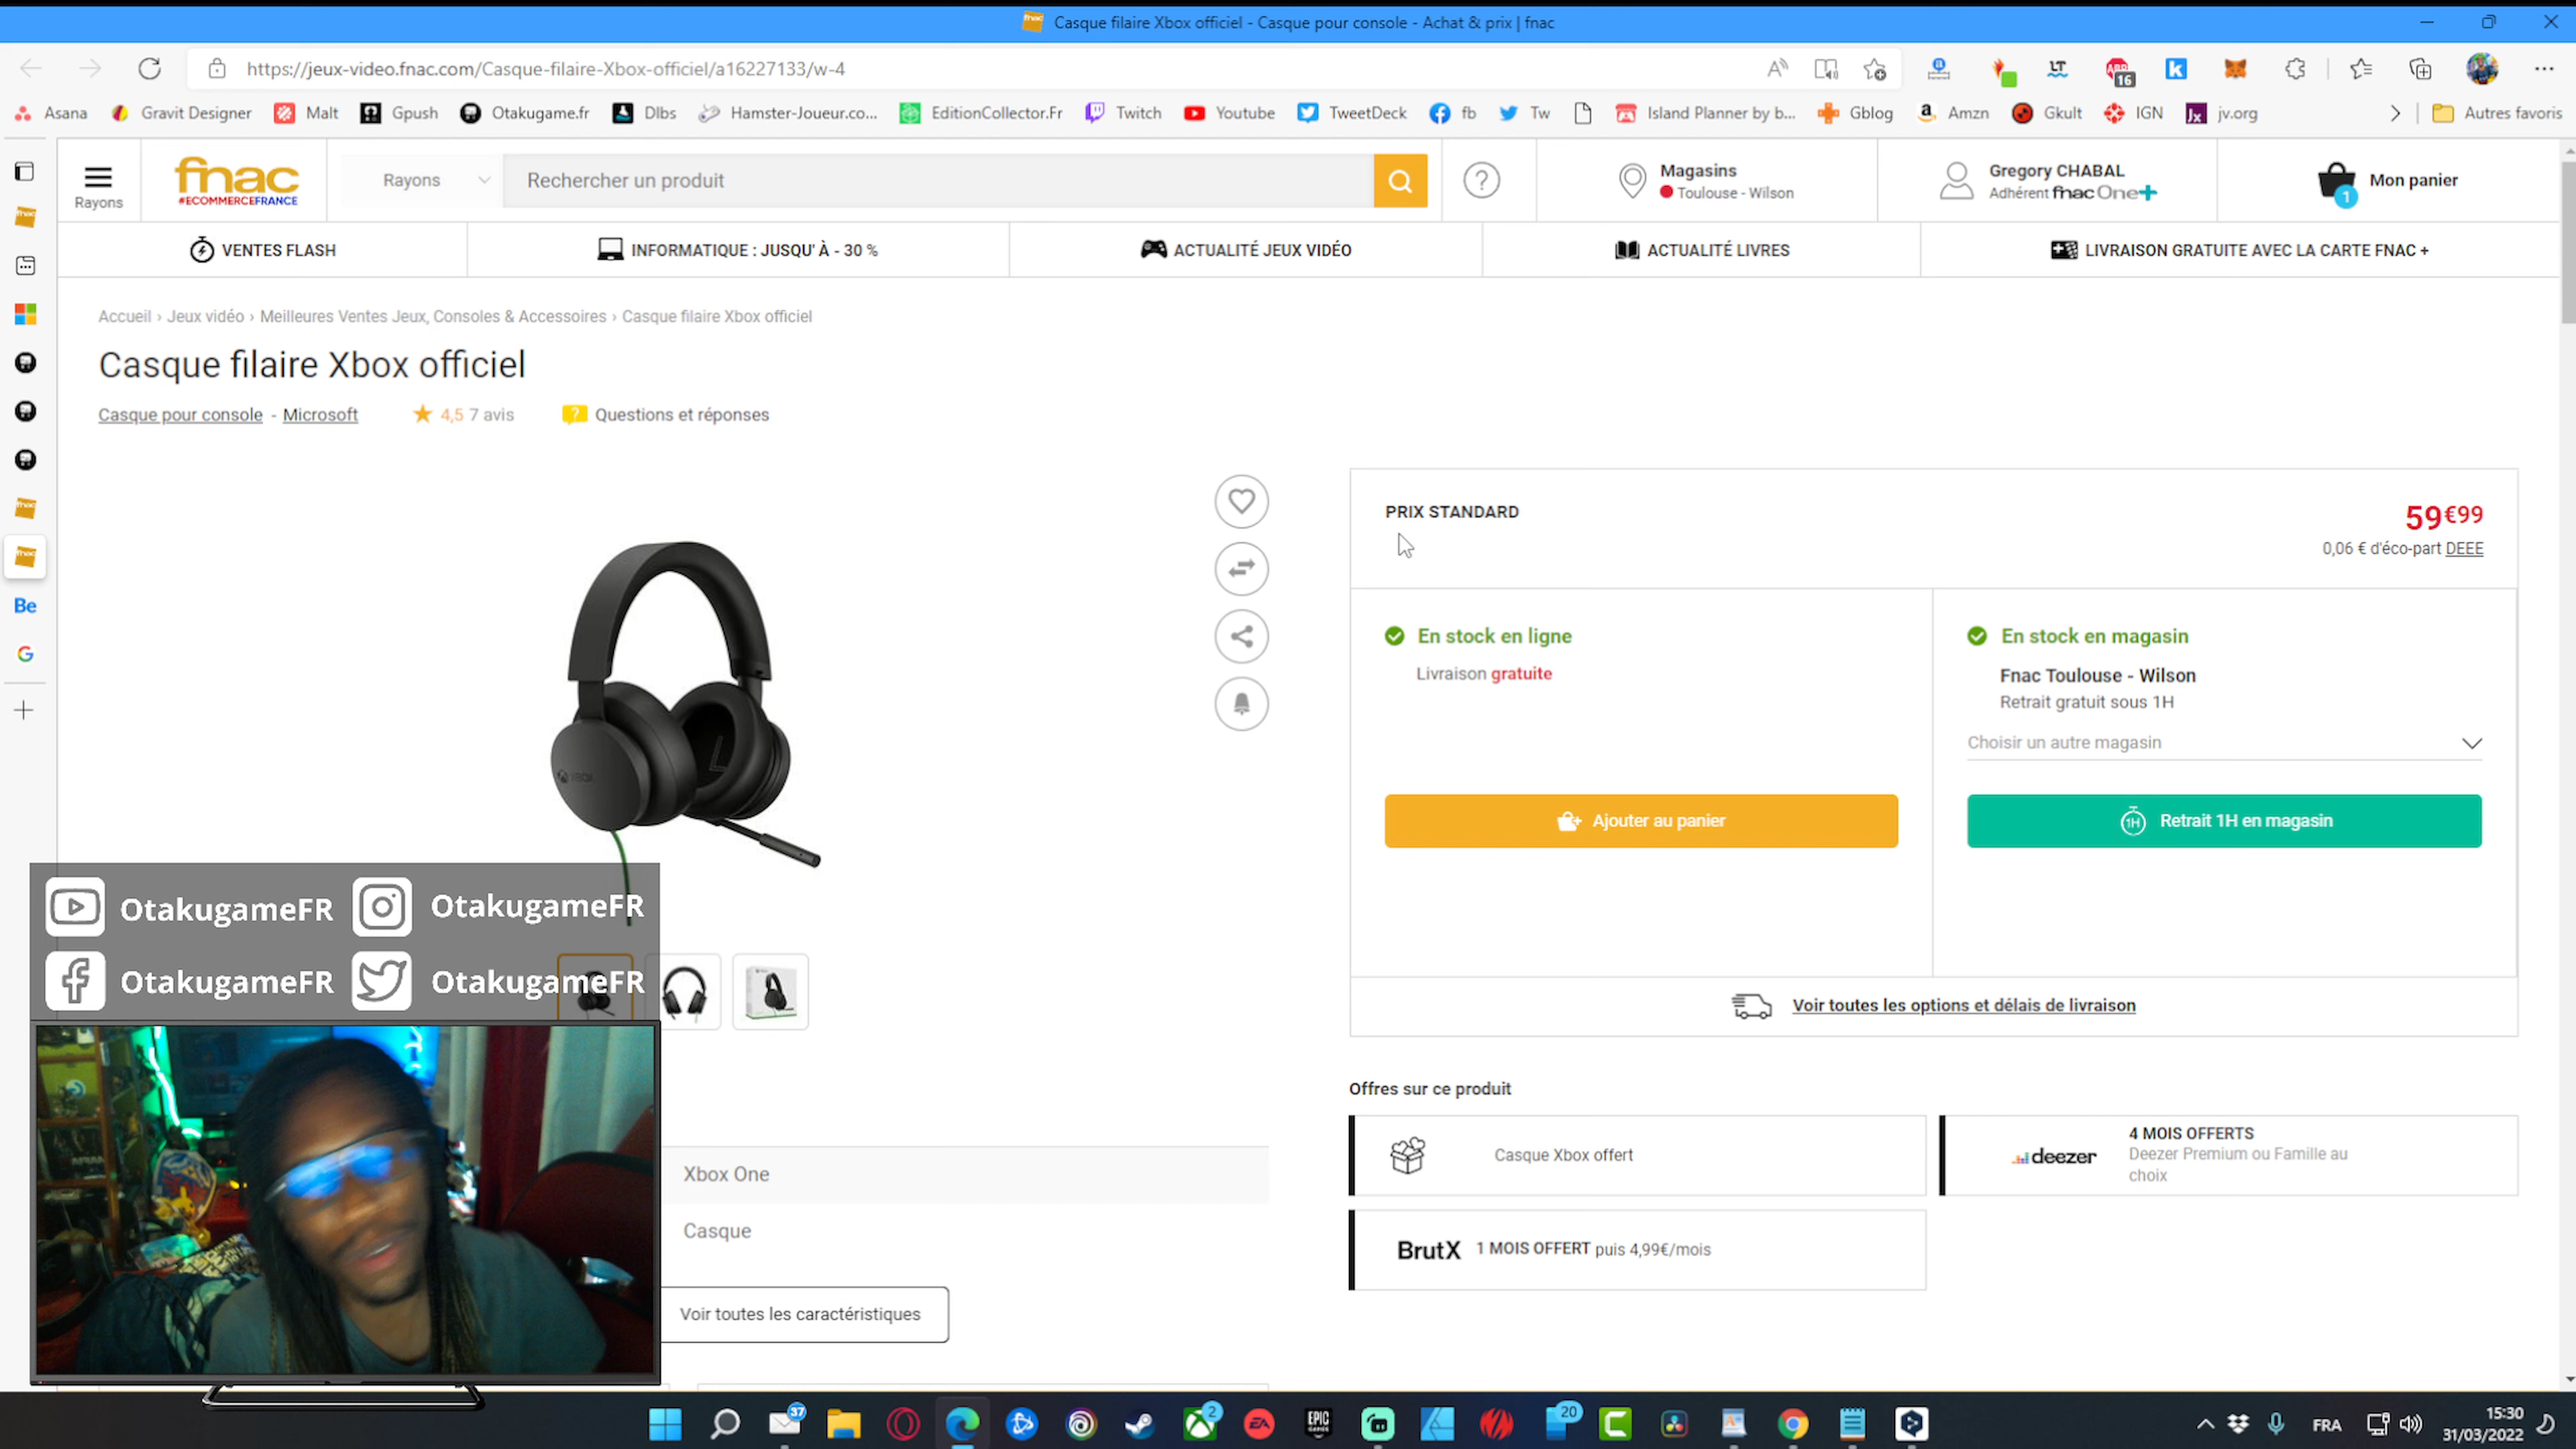 Casque filaire Xbox officiel - Casque pour console - Achat & prix | fnac
https://jeux-video.fnac.com/Casque-filaire-Xbox-officiel/a16227133/w-4
16
Asana Gravit Designer Malt Gpush Otakugame.fr Dlbs Hamster-Joueur.co... EditionCollector.Fr Twitch Youtube TweetDeck fb Tw Island Planner by b... Gblog Amzn Gkult IGN jv.org Autres favoris
Rayons
fnac
#ECOMMERCEFRANCE
Rayons
Rechercher un produit
Magasins
Toulouse - Wilson
Gregory CHABAL
Adhérent fnac One+
1
Mon panier
VENTES FLASH
INFORMATIQUE : JUSQU' À - 30 %
ACTUALITÉ JEUX VIDÉO
ACTUALITÉ LIVRES
LIVRAISON GRATUITE AVEC LA CARTE FNAC +
Accueil › Jeux vidéo › Meilleures Ventes Jeux, Consoles & Accessoires › Casque filaire Xbox officiel
Casque filaire Xbox officiel
Casque pour console - Microsoft
4,5 7 avis
Questions et réponses
PRIX STANDARD
59€99
0,06 € d'éco-part DEEE
En stock en ligne
Livraison gratuite
En stock en magasin
Fnac Toulouse - Wilson
Retrait gratuit sous 1H
Choisir un autre magasin
Ajouter au panier
1H Retrait 1H en magasin
Voir toutes les options et délais de livraison
Be
OtakugameFR OtakugameFR
OtakugameFR OtakugameFR
Offres sur ce produit
Casque Xbox offert
deezer
4 MOIS OFFERTS
Deezer Premium ou Famille au
choix
BrutX 1 MOIS OFFERT puis 4,99€/mois
Xbox One
Casque
Voir toutes les caractéristiques
37
2
EA
EPIC GAMES
20
FRA
15:30
31/03/2022